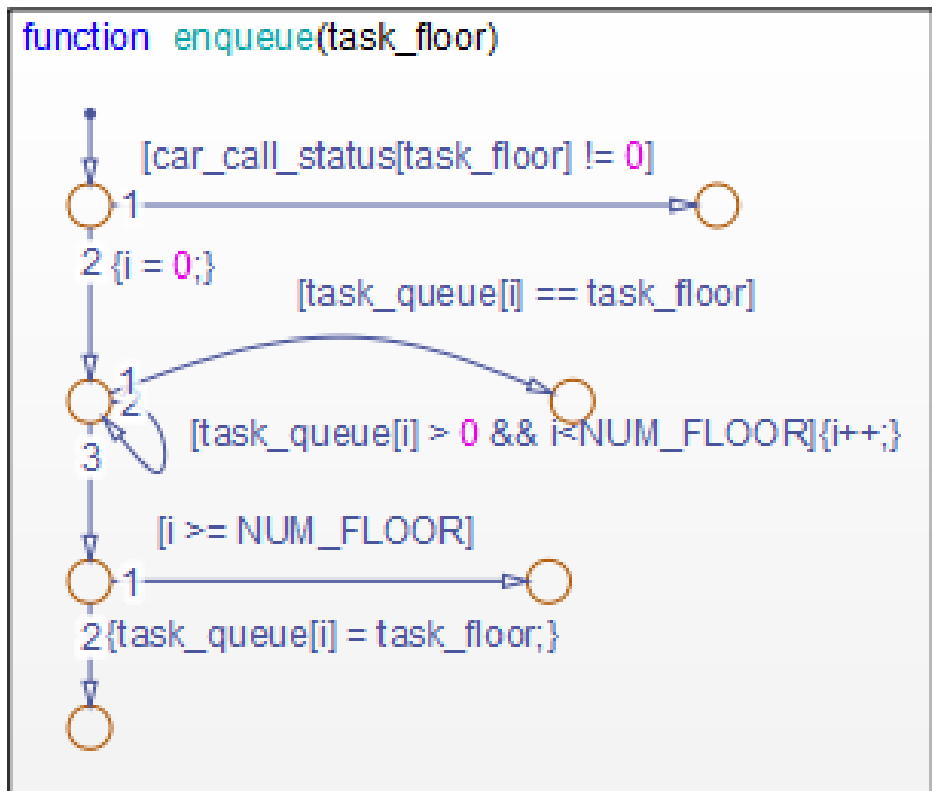 function enqueue(task_floor)
[car_call_status[task_floor] != 0]
1
2 {i = 0;}
[task_queue[i] == task_floor]
1
2
[task_queue[i] > 0 && i<NUM_FLOOR]{i++;}
3
[i >= NUM_FLOOR]
1
2 {task_queue[i] = task_floor;}